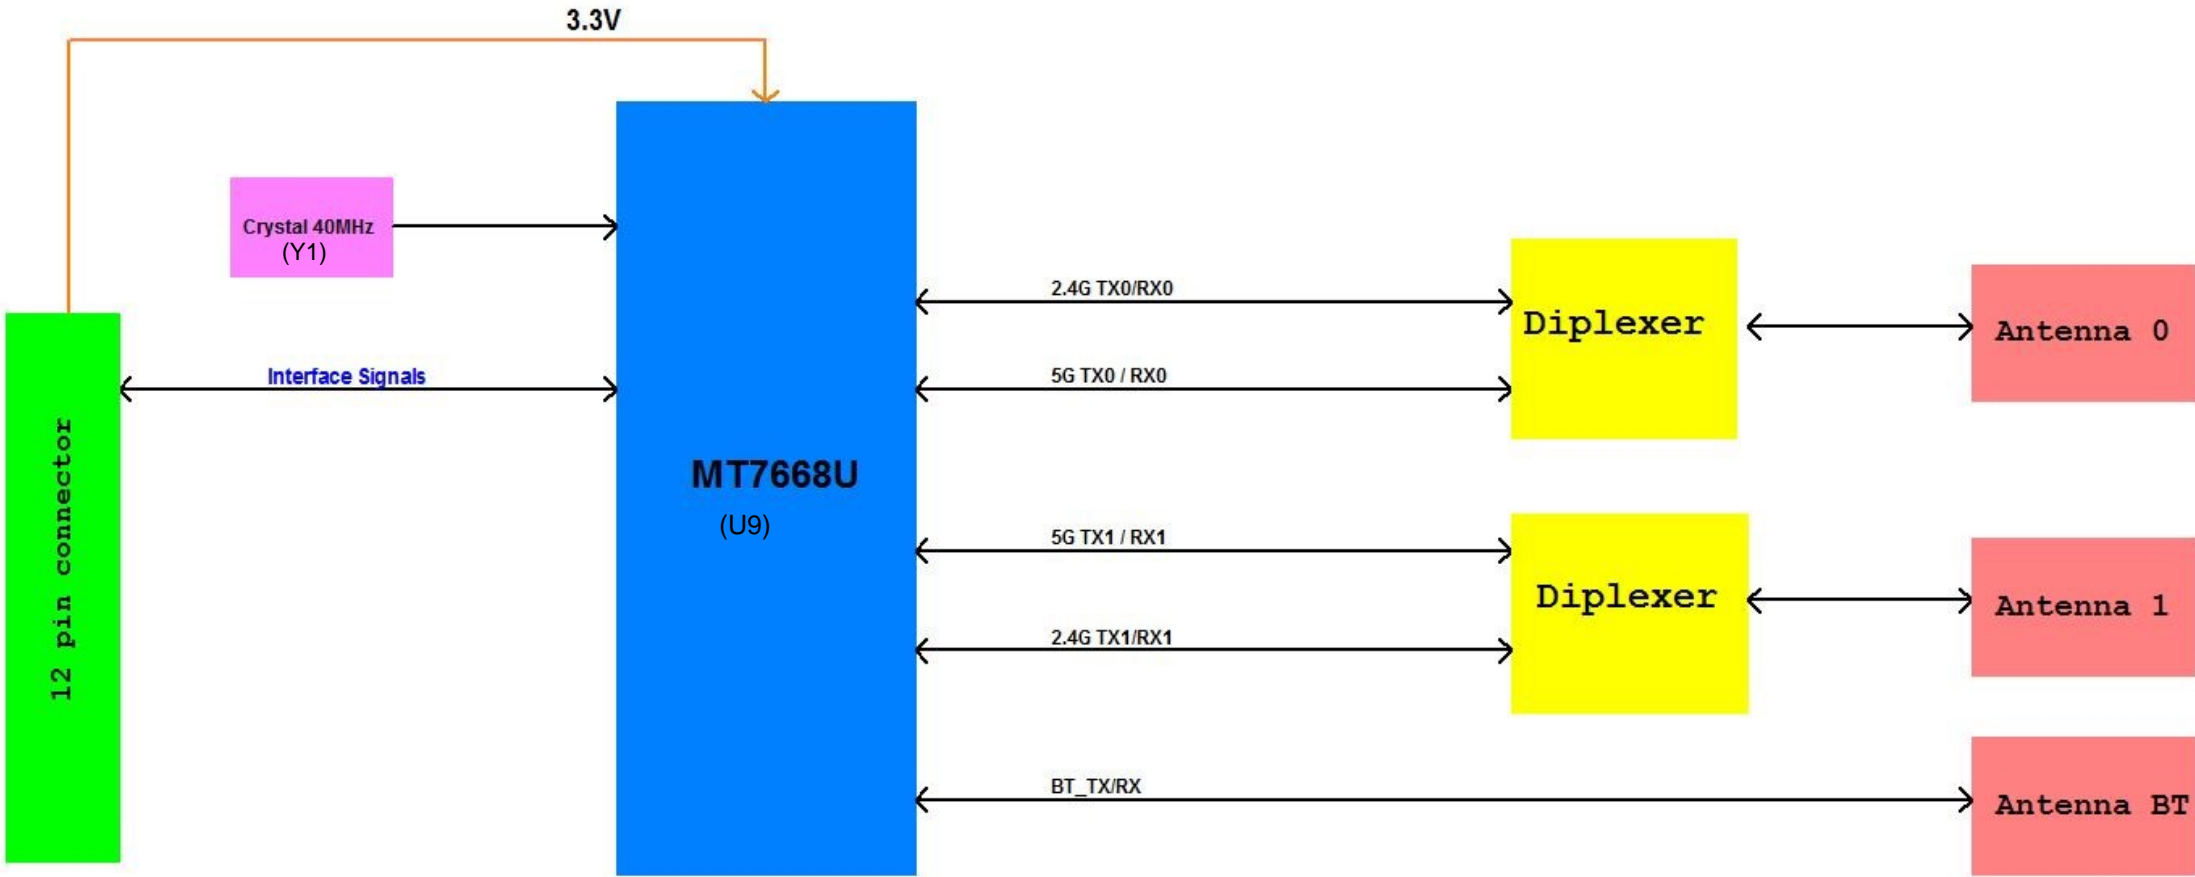 3.3V
Crystal 40MHz
(Y1)
2.4G TX0/RX0
Diplexer
Antenna 0
Interface Signals
5G TX0 / RX0
12 pin connector
MT7668U
(U9)
5G TX1 / RX1
Diplexer
Antenna 1
2.4G TX1/RX1
BT_TX/RX
Antenna BT